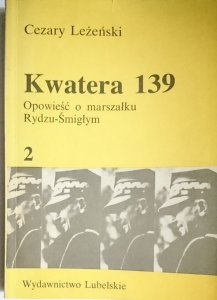 Cezary Leżeński
Kwatera 139
Opowieść o marszałku
Rydzu-Śmigłym
2
Wydawnictwo Lubelskie